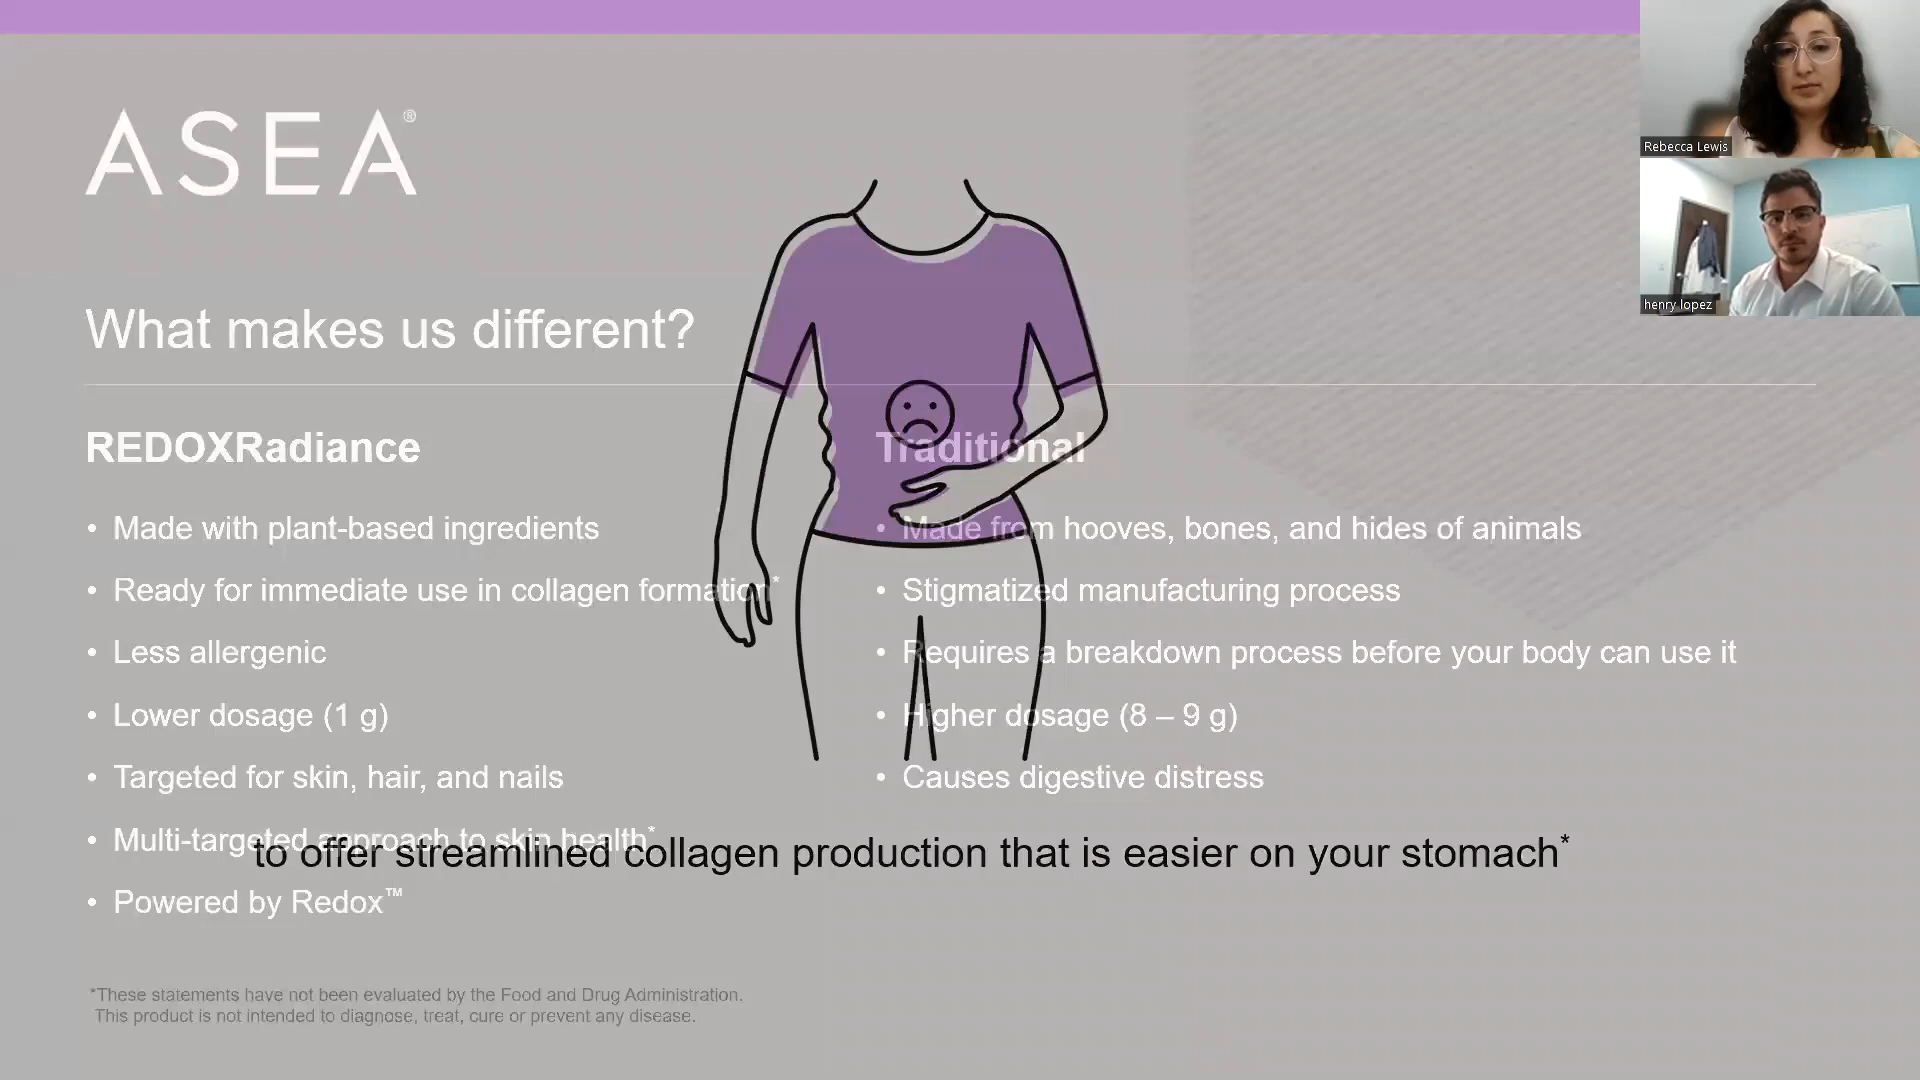 ASEA®
Rebecca Lewis
henry lopez
What makes us different?
REDOXRadiance
• Made with plant-based ingredients
• Ready for immediate use in collagen formation*
• Less allergenic
• Lower dosage (1 g)
• Targeted for skin, hair, and nails
• Multi-targeted approach to skin health*
• Powered by Redox™
Traditional
• Made from hooves, bones, and hides of animals
• Stigmatized manufacturing process
• Requires a breakdown process before your body can use it
• Higher dosage (8 – 9 g)
• Causes digestive distress
to offer streamlined collagen production that is easier on your stomach*
*These statements have not been evaluated by the Food and Drug Administration.
This product is not intended to diagnose, treat, cure or prevent any disease.